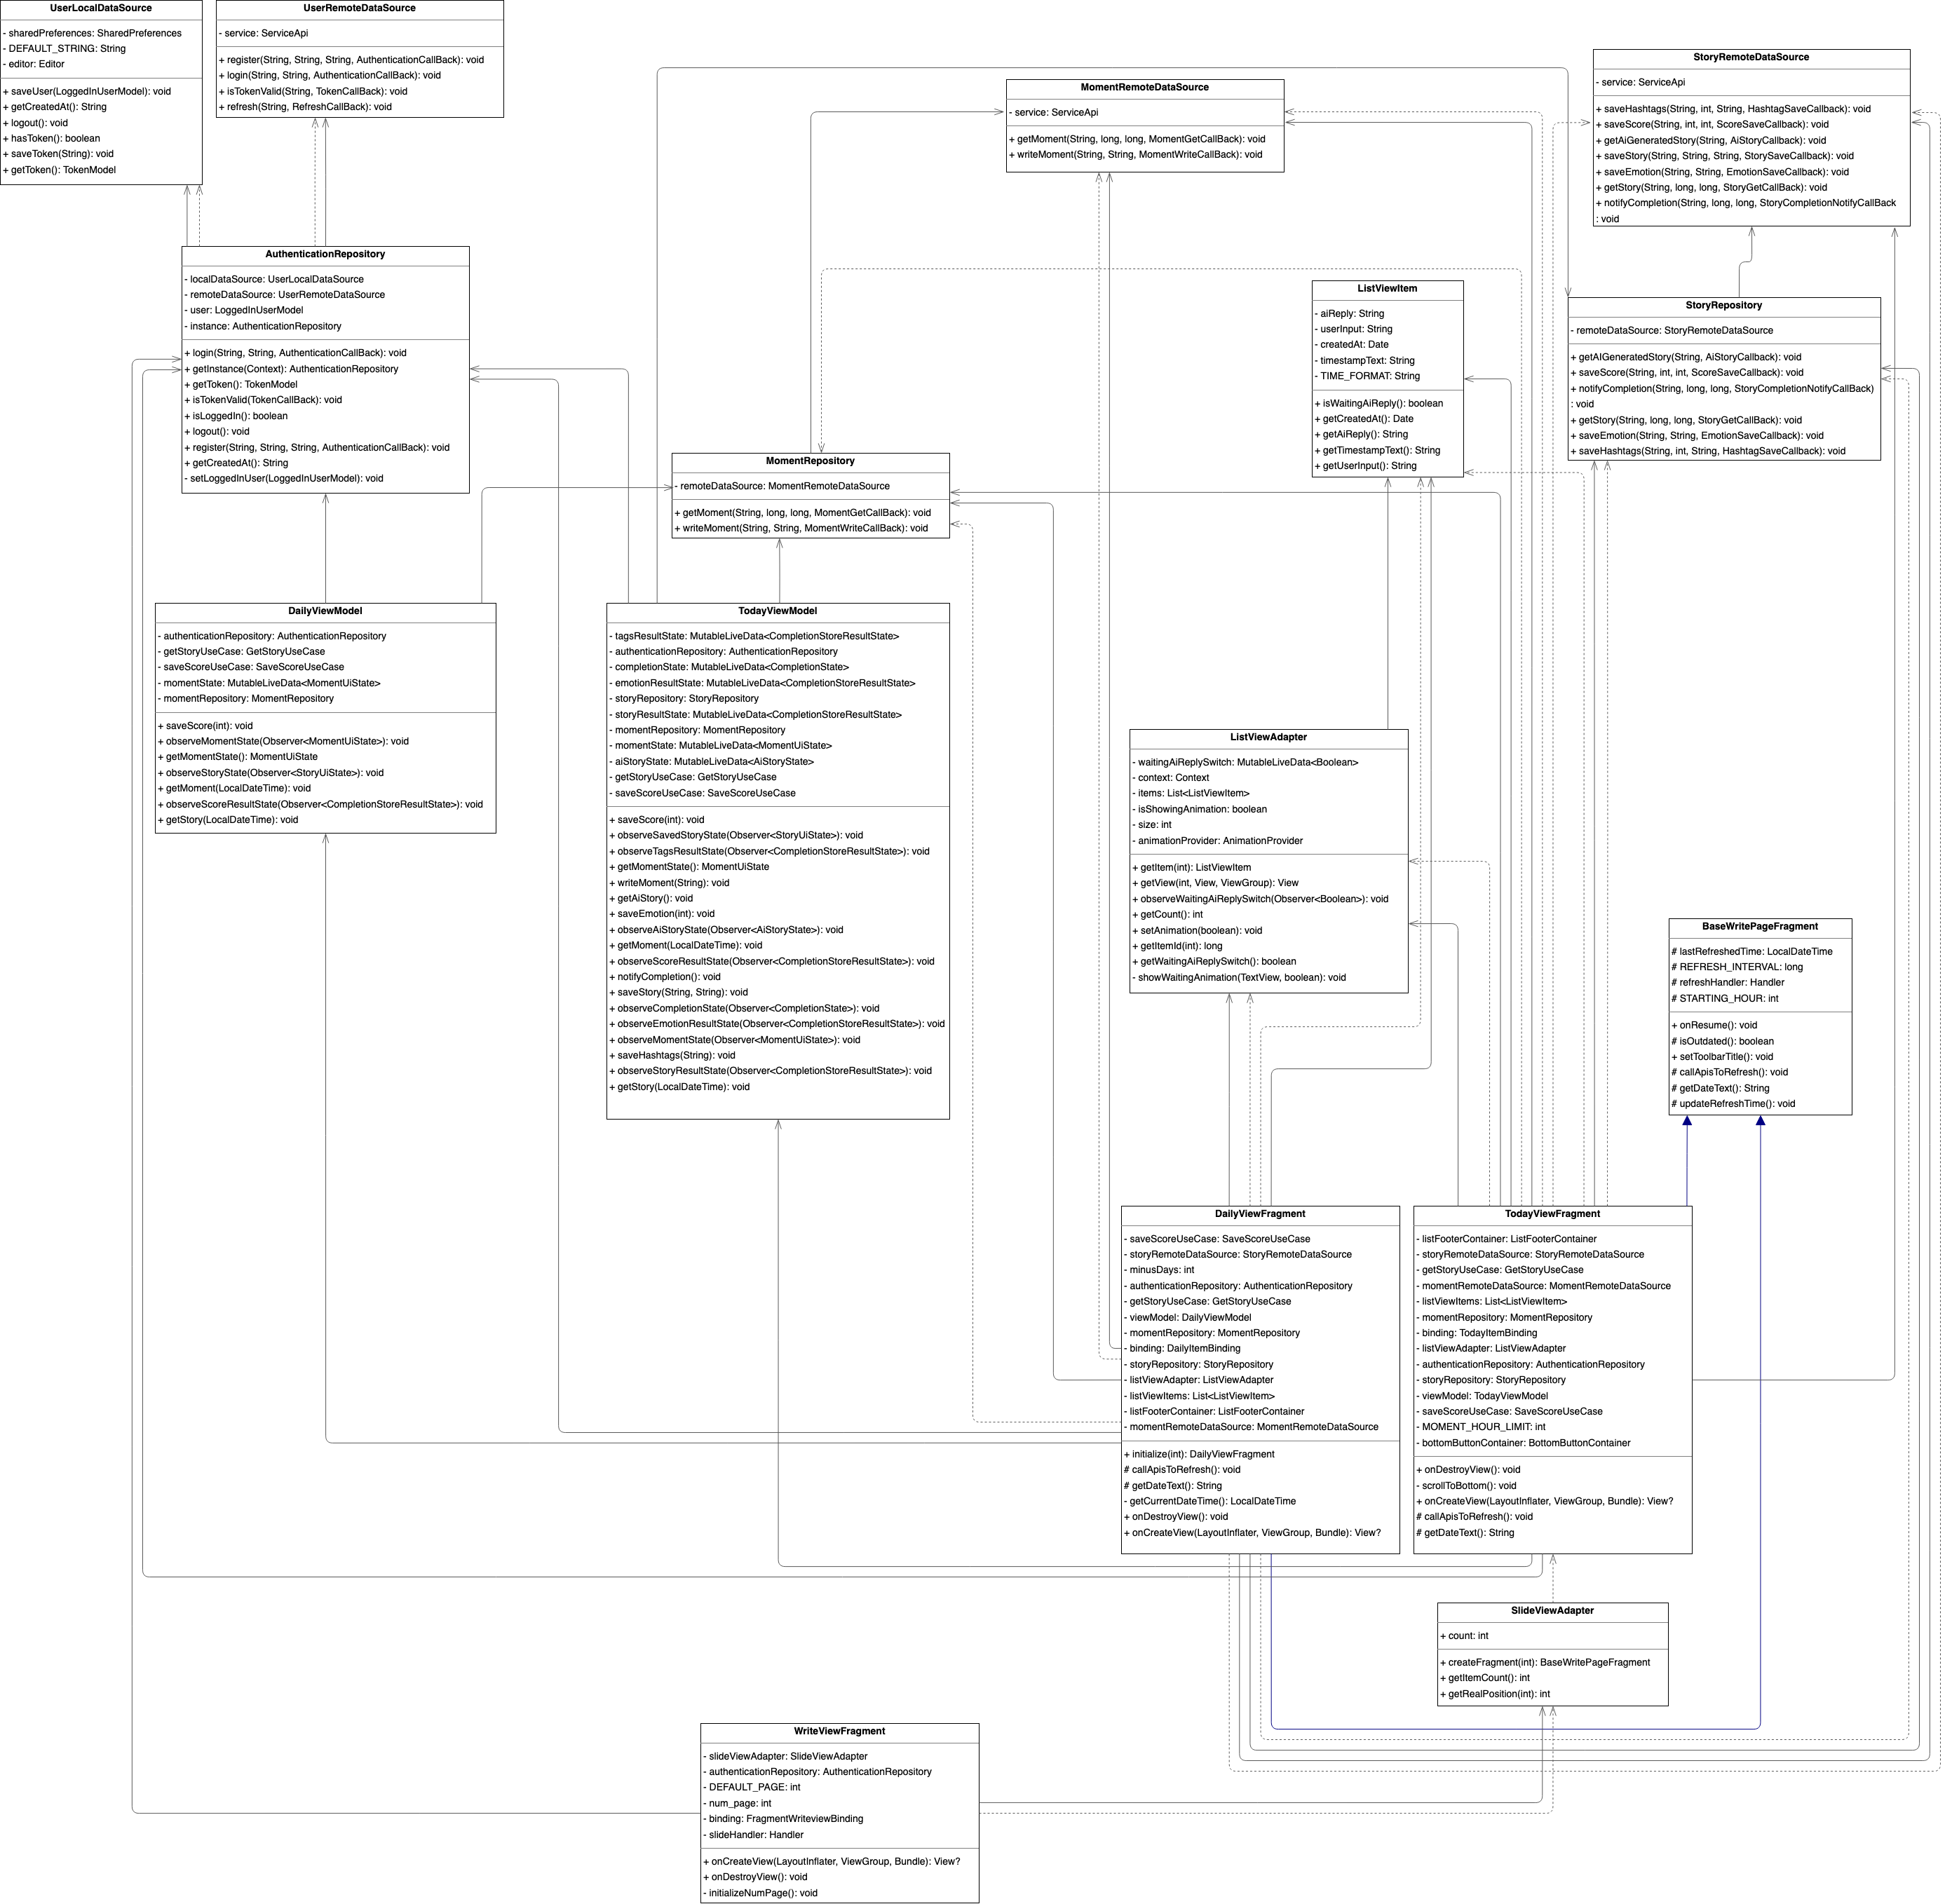 UserLocalDataSource
- sharedPreferences: SharedPreferences
- DEFAULT_STRING: String
- editor: Editor
+ saveUser(LoggedInUserModel): void
+ getCreatedAt(): String
+ logout(): void
+ hasToken(): boolean
+ saveToken(String): void
+ getToken(): TokenModel
UserRemoteDataSource
- service: ServiceApi
+ register(String, String, String, AuthenticationCallBack): void
+ login(String, String, AuthenticationCallBack): void
+ isTokenValid(String, TokenCallBack): void
+ refresh(String, RefreshCallBack): void
MomentRemoteDataSource
- service: ServiceApi
+ getMoment(String, long, long, MomentGetCallBack): void
+ writeMoment(String, String, MomentWriteCallBack): void
StoryRemoteDataSource
- service: ServiceApi
+ saveHashtags(String, int, String, HashtagSaveCallback): void
+ saveScore(String, int, int, ScoreSaveCallback): void
+ getAiGeneratedStory(String, AiStoryCallback): void
+ saveStory(String, String, String, StorySaveCallback): void
+ saveEmotion(String, String, EmotionSaveCallback): void
+ getStory(String, long, long, StoryGetCallBack): void
+ notifyCompletion(String, long, long, StoryCompletionNotifyCallBack
: void
AuthenticationRepository
- localDataSource: UserLocalDataSource
- remoteDataSource: UserRemoteDataSource
- user: LoggedInUserModel
- instance: AuthenticationRepository
+ login(String, String, AuthenticationCallBack): void
+ getInstance(Context): AuthenticationRepository
+ getToken(): TokenModel
+ isTokenValid(TokenCallBack): void
+ isLoggedIn(): boolean
+ logout(): void
+ register(String, String, String, AuthenticationCallBack): void
+ getCreatedAt(): String
- setLoggedInUser(LoggedInUserModel): void
ListViewItem
- aiReply: String
- userInput: String
- createdAt: Date
- timestampText: String
- TIME_FORMAT: String
+ isWaitingAiReply(): boolean
+ getCreatedAt(): Date
+ getAiReply(): String
+ getTimestampText(): String
+ getUserInput(): String
StoryRepository
- remoteDataSource: StoryRemoteDataSource
+ getAIGeneratedStory(String, AiStoryCallback): void
+ saveScore(String, int, int, ScoreSaveCallback): void
+ notifyCompletion(String, long, long, StoryCompletionNotifyCallBack)
: void
+ getStory(String, long, long, StoryGetCallBack): void
+ saveEmotion(String, String, EmotionSaveCallback): void
+ saveHashtags(String, int, String, HashtagSaveCallback): void
MomentRepository
- remoteDataSource: MomentRemoteDataSource
+ getMoment(String, long, long, MomentGetCallBack): void
+ writeMoment(String, String, MomentWriteCallBack): void
DailyViewModel
- authenticationRepository: AuthenticationRepository
- getStoryUseCase: GetStoryUseCase
- saveScoreUseCase: SaveScoreUseCase
- momentState: MutableLiveData<MomentUiState>
- momentRepository: MomentRepository
+ saveScore(int): void
+ observeMomentState(Observer<MomentUiState>): void
+ getMomentState(): MomentUiState
+ observeStoryState(Observer<StoryUiState>): void
+ getMoment(LocalDateTime): void
+ observeScoreResultState(Observer<CompletionStoreResultState>): void
+ getStory(LocalDateTime): void
TodayViewModel
- tagsResultState: MutableLiveData<CompletionStoreResultState>
- authenticationRepository: AuthenticationRepository
- completionState: MutableLiveData<CompletionState>
- emotionResultState: MutableLiveData<CompletionStoreResultState>
- storyRepository: StoryRepository
- storyResultState: MutableLiveData<CompletionStoreResultState>
- momentRepository: MomentRepository
- momentState: MutableLiveData<MomentUiState>
- aiStoryState: MutableLiveData<AiStoryState>
- getStoryUseCase: GetStoryUseCase
- saveScoreUseCase: SaveScoreUseCase
+ saveScore(int): void
+ observeSavedStoryState(Observer<StoryUiState>): void
+ observeTagsResultState(Observer<CompletionStoreResultState>): void
+ getMomentState(): MomentUiState
+ writeMoment(String): void
+ getAiStory(): void
+ saveEmotion(int): void
+ observeAiStoryState(Observer<AiStoryState>): void
+ getMoment(LocalDateTime): void
+ observeScoreResultState(Observer<CompletionStoreResultState>): void
+ notifyCompletion(): void
+ saveStory(String, String): void
+ observeCompletionState(Observer<CompletionState>): void
+ observeEmotionResultState(Observer<CompletionStoreResultState>): void
+ observeMomentState(Observer<MomentUiState>): void
+ saveHashtags(String): void
+ observeStoryResultState(Observer<CompletionStoreResultState>): void
+ getStory(LocalDateTime): void
ListViewAdapter
- waitingAiReplySwitch: MutableLiveData<Boolean>
- context: Context
- items: List<ListViewItem>
- isShowingAnimation: boolean
- size: int
- animationProvider: AnimationProvider
+ getItem(int): ListViewItem
+ getView(int, View, ViewGroup): View
+ observeWaitingAiReplySwitch(Observer<Boolean>): void
+ getCount(): int
+ setAnimation(boolean): void
+ getItemId(int): long
+ getWaitingAiReplySwitch(): boolean
- showWaitingAnimation(TextView, boolean): void
BaseWritePageFragment
# lastRefreshedTime: LocalDateTime
# REFRESH_INTERVAL: long
# refreshHandler: Handler
# STARTING_HOUR: int
+ onResume(): void
# isOutdated(): boolean
+ setToolbarTitle(): void
# callApisToRefresh(): void
# getDateText(): String
# updateRefreshTime(): void
DailyViewFragment
- saveScoreUseCase: SaveScoreUseCase
- storyRemoteDataSource: StoryRemoteDataSource
- minusDays: int
- authenticationRepository: AuthenticationRepository
- getStoryUseCase: GetStoryUseCase
- viewModel: DailyViewModel
- momentRepository: MomentRepository
- binding: DailyItemBinding
- storyRepository: StoryRepository
- listViewAdapter: ListViewAdapter
- listViewItems: List<ListViewItem>
- listFooterContainer: ListFooterContainer
- momentRemoteDataSource: MomentRemoteDataSource
+ initialize(int): DailyViewFragment
# callApisToRefresh(): void
# getDateText(): String
- getCurrentDateTime(): LocalDateTime
+ onDestroyView(): void
+ onCreateView(LayoutInflater, ViewGroup, Bundle): View?
TodayViewFragment
- listFooterContainer: ListFooterContainer
- storyRemoteDataSource: StoryRemoteDataSource
- getStoryUseCase: GetStoryUseCase
- momentRemoteDataSource: MomentRemoteDataSource
- listViewItems: List<ListViewItem>
- momentRepository: MomentRepository
- binding: TodayItemBinding
- listViewAdapter: ListViewAdapter
- authenticationRepository: AuthenticationRepository
- storyRepository: StoryRepository
- viewModel: TodayViewModel
- saveScoreUseCase: SaveScoreUseCase
- MOMENT_HOUR_LIMIT: int
- bottomButtonContainer: BottomButtonContainer
+ onDestroyView(): void
- scrollToBottom(): void
+ onCreateView(LayoutInflater, ViewGroup, Bundle): View?
# callApisToRefresh(): void
# getDateText(): String
SlideViewAdapter
+ count: int
+ createFragment(int): BaseWritePageFragment
+ getItemCount(): int
+ getRealPosition(int): int
WriteViewFragment
- slideViewAdapter: SlideViewAdapter
- authenticationRepository: AuthenticationRepository
- DEFAULT_PAGE: int
- num_page: int
- binding: FragmentWriteviewBinding
- slideHandler: Handler
+ onCreateView(LayoutInflater, ViewGroup, Bundle): View?
+ onDestroyView(): void
- initializeNumPage(): void